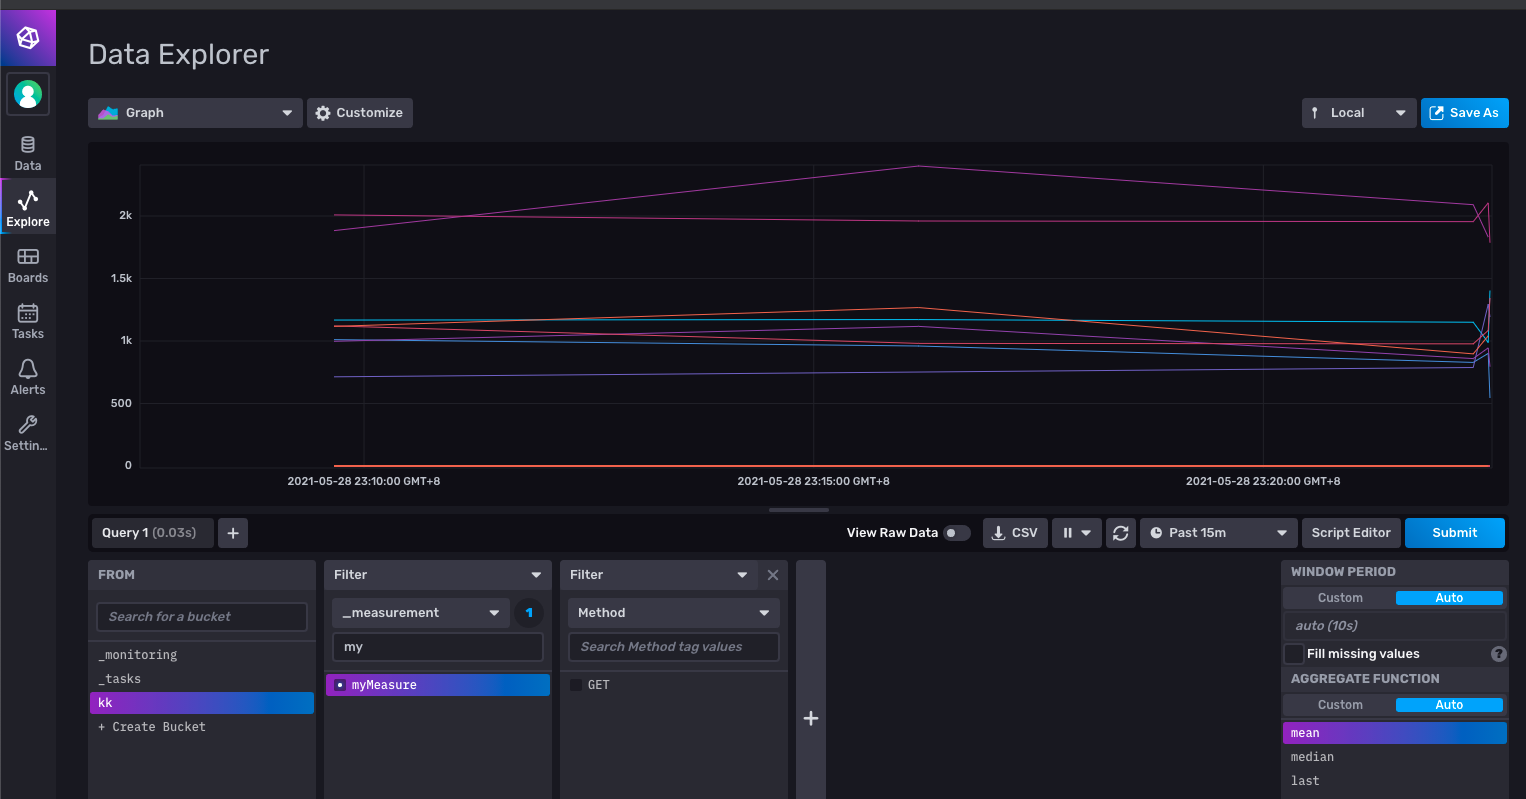 Data Explorer
Graph
Customize
Local
Save As
Data
Explore
Boards
Tasks
Alerts
Settin...
2k
1.5k
1k
500
0
2021-05-28 23:10:00 GMT+8
2021-05-28 23:15:00 GMT+8
2021-05-28 23:20:00 GMT+8
Query 1 (0.03s)
+
View Raw Data
CSV
Past 15m
Script Editor
Submit
FROM
Search for a bucket
_monitoring
_tasks
kk
+ Create Bucket
Filter
_measurement
1
my
myMeasure
Filter
Method
Search Method tag values
GET
+
WINDOW PERIOD
Custom
Auto
auto (10s)
Fill missing values
?
AGGREGATE FUNCTION
Custom
Auto
mean
median
last